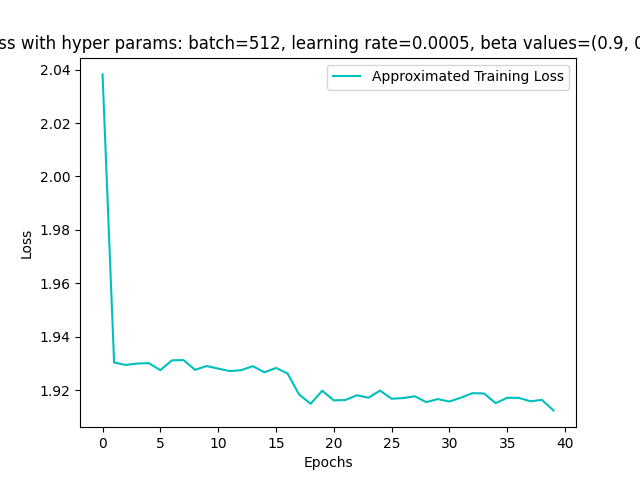 ss with hyper params: batch=512, learning rate=0.0005, beta values=(0.9, 0
Approximated Training Loss
2.04
2.02
2.00
1.98
1.96
1.94
1.92
Loss
0 5 10 15 20 25 30 35 40
Epochs